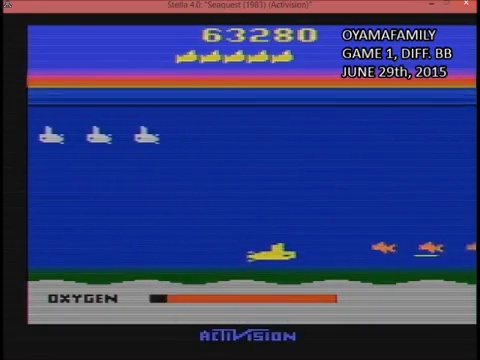 Stella 4.0: "Seaquest (1983) (Activision)"
63280
OYAMAFAMILY
GAME 1, DIFF. BB
JUNE 29th, 2015
OXYGEN
ACTIVISION